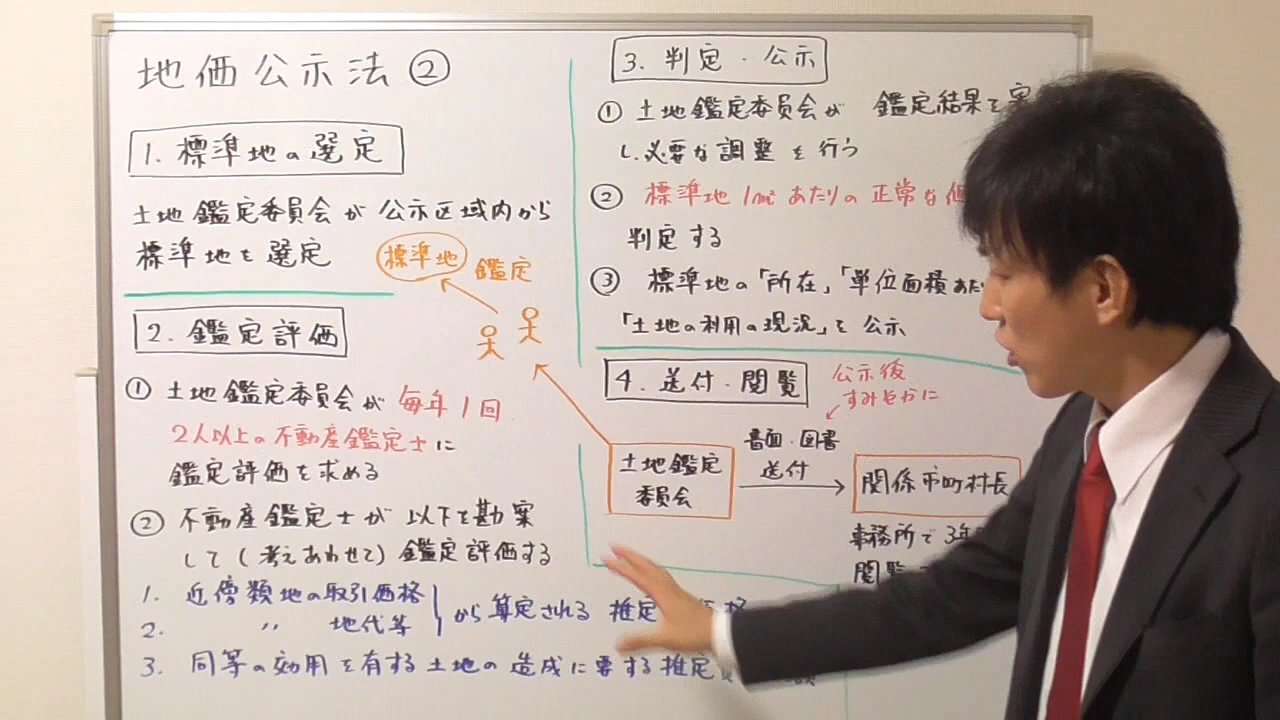 地価公示法②
1. 標準地の選定
土地鑑定委員会が 公示区域内から
標準地を選定
標準地 鑑定
2. 鑑定評価
① 土地鑑定委員会が 毎年1回
2人以上の不動産鑑定士に
鑑定評価を求める
② 不動産鑑定士が 以下を勘案
して(考えあわせて)鑑定評価する
1. 近傍類地の取引価格
2. 〃 地代等
から算定される 推定
3. 同等の効用を有する土地の造成に要する推定
3. 判定・公示
① 土地鑑定委員会が 鑑定結果を審
し、必要な調整を行う
② 標準地 1㎡あたりの正常な価
判定する
③ 標準地の「所在」「単位面積あた
「土地の利用の現況」を公示
4. 送付・閲覧
公示後
すみやかに
土地鑑定
委員会
書面・図書
送付
関係市町村長
事務所で3年
閲覧